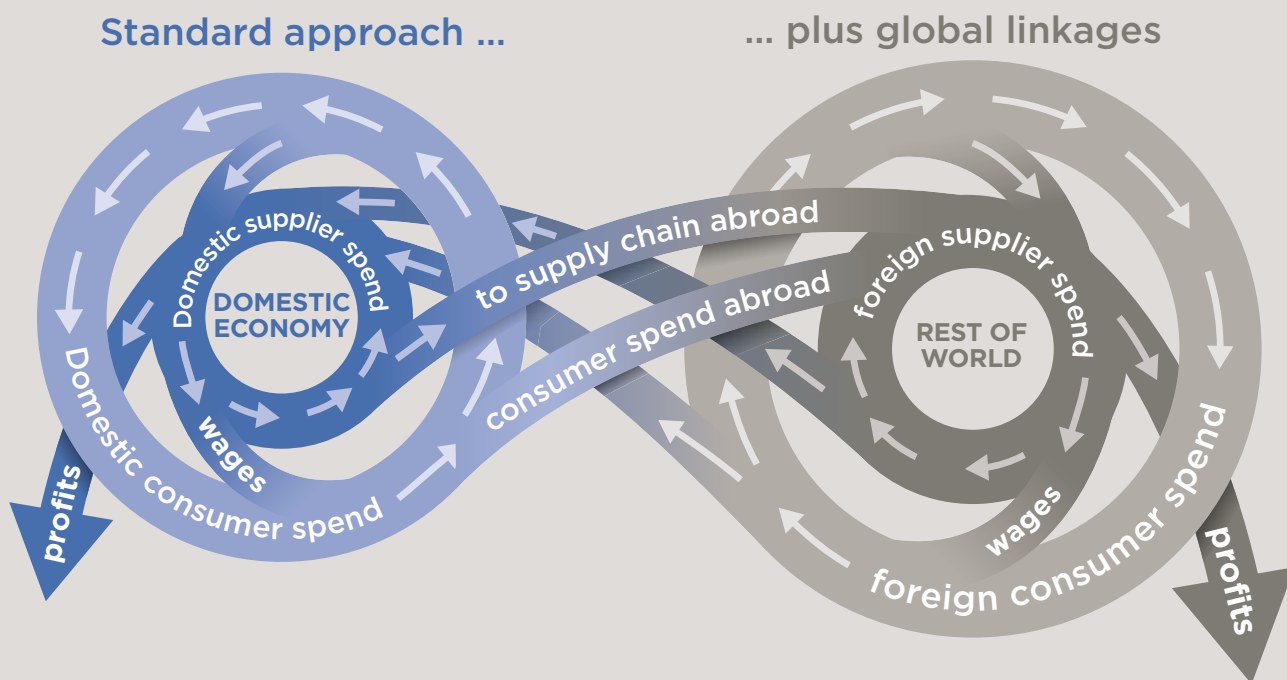 Standard approach ...
... plus global linkages
Domestic supplier spend
DOMESTIC
ECONOMY
wages
Domestic consumer spend
profits
to supply chain abroad
consumer spend abroad
foreign supplier spend
REST OF
WORLD
wages
foreign consumer spend
profits